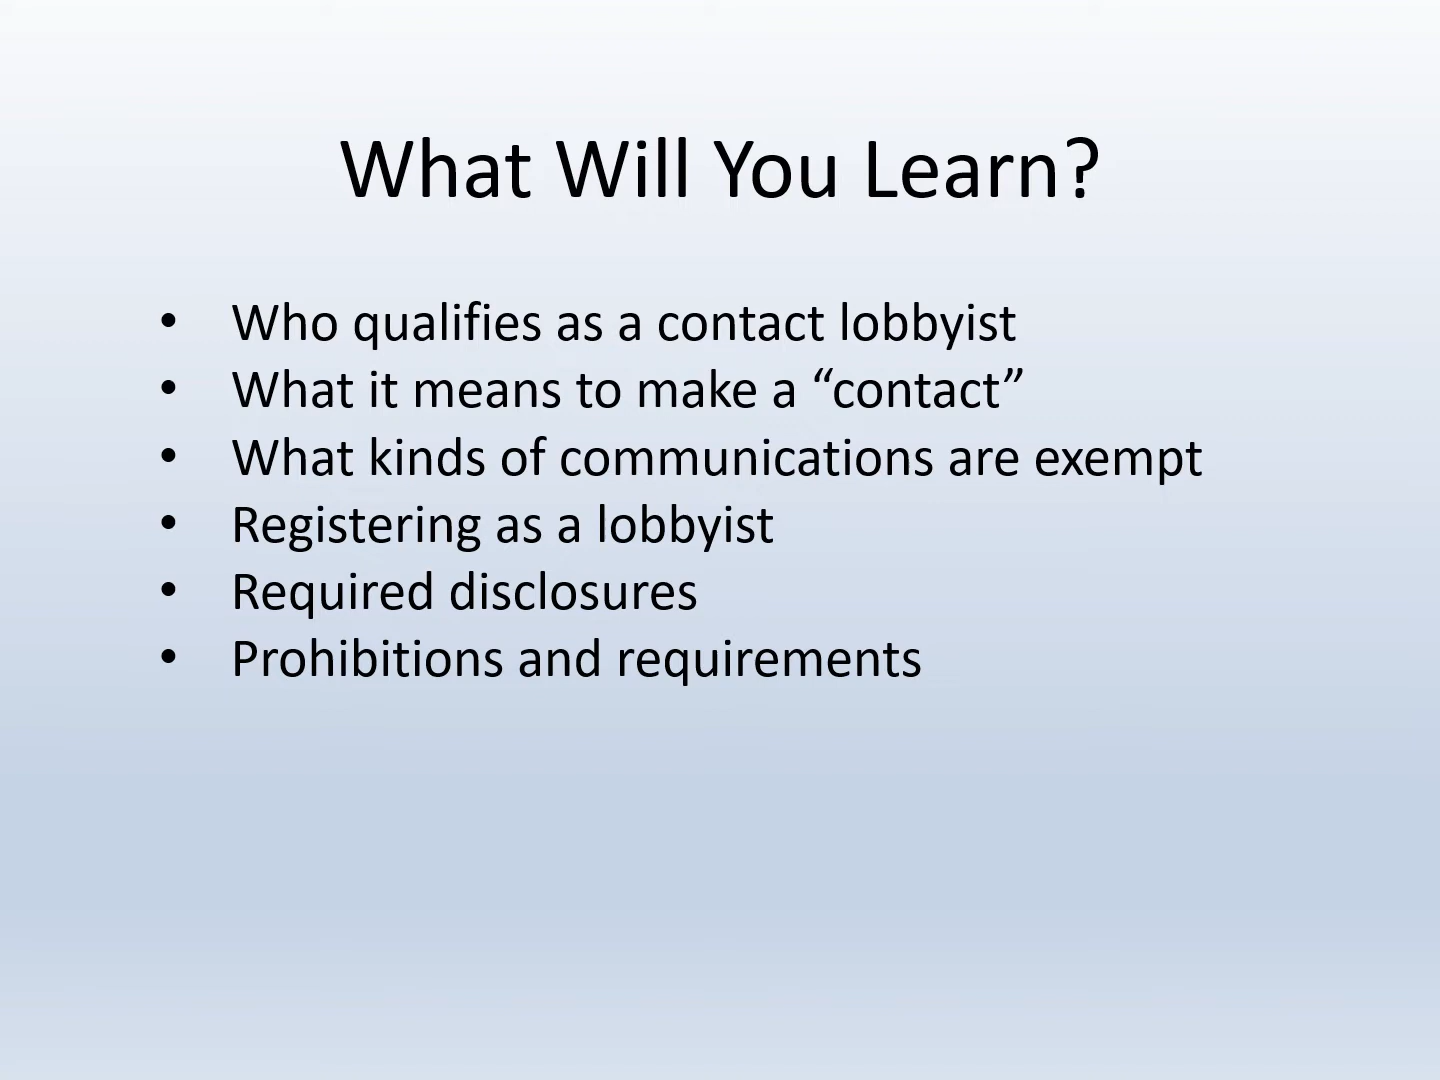 What Will You Learn?
• Who qualifies as a contact lobbyist
• What it means to make a “contact”
• What kinds of communications are exempt
• Registering as a lobbyist
• Required disclosures
• Prohibitions and requirements